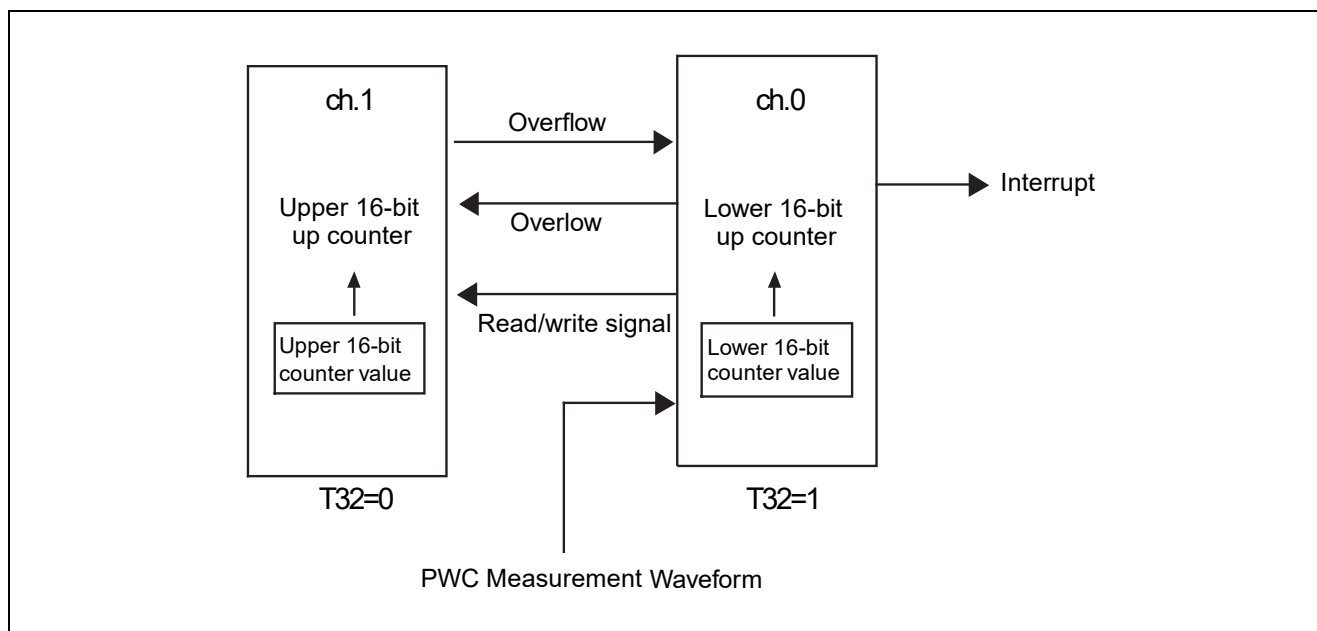 ch.1
ch.0
Overflow
Interrupt
Upper 16-bit
up counter
Overlow
Lower 16-bit
up counter
Read/write signal
Upper 16-bit
counter value
Lower 16-bit
counter value
T32=0
T32=1
PWC Measurement Waveform